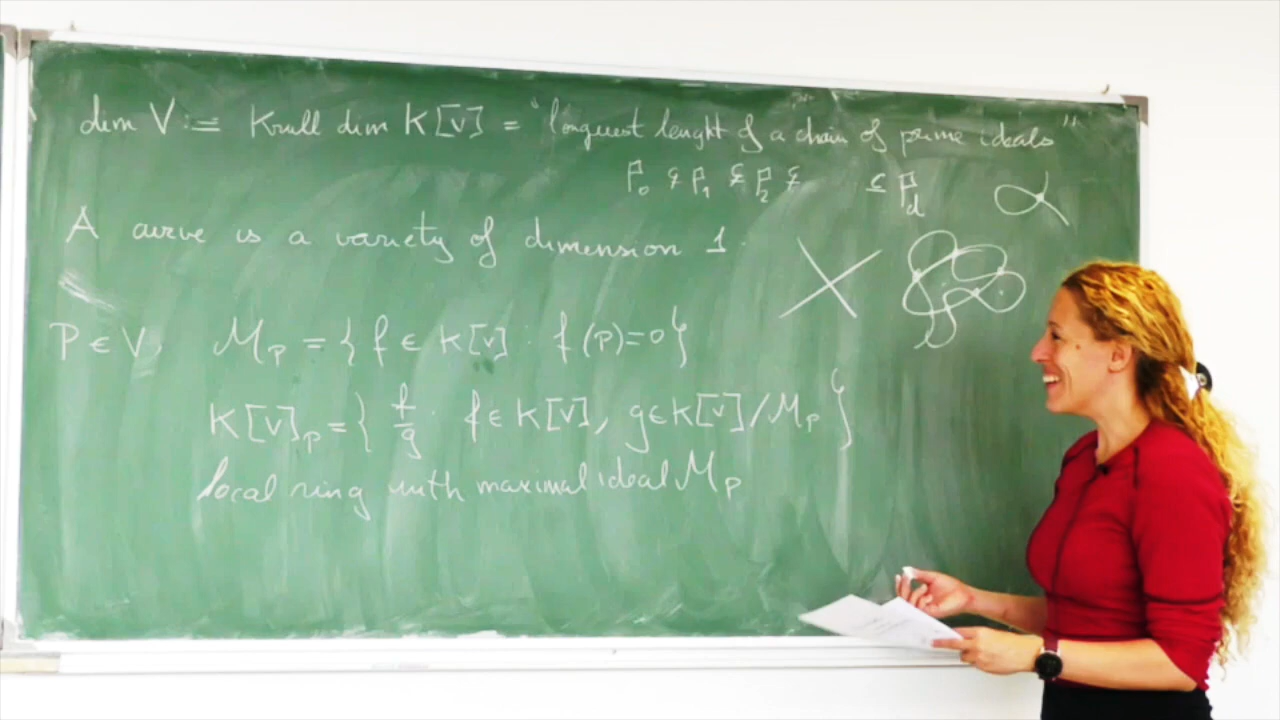 dim V := Krull dim K[V] = "longuest lenght of a chain of prime ideals"
P₀ ⊊ P₁ ⊊ P₂ ⊊ ⊆ P_d
A curve is a variety of dimension 1.
P ∈ V, M_P = { f ∈ K[V] : f(P)=0 }
K[V]_P = { f/g : f ∈ K[V], g ∈ K[V] / M_P }
local ring with maximal ideal M_P